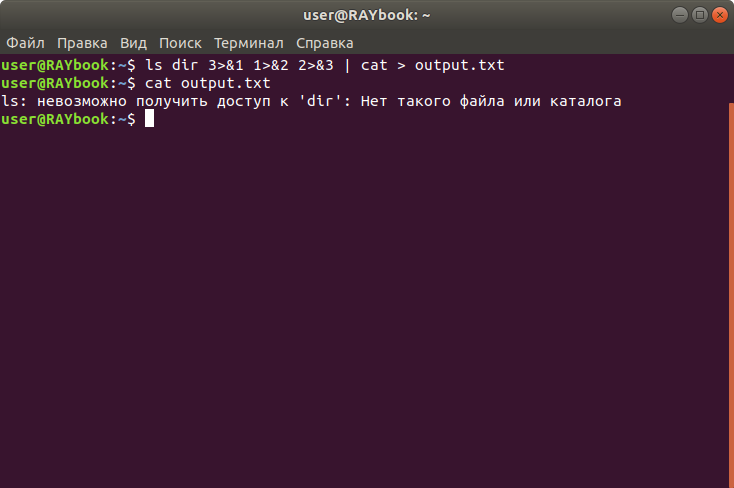 user@RAYbook: ~
Файл Правка Вид Поиск Терминал Справка
user@RAYbook:~$ ls dir 3>&1 1>&2 2>&3 | cat > output.txt
user@RAYbook:~$ cat output.txt
ls: невозможно получить доступ к 'dir': Нет такого файла или каталога
user@RAYbook:~$